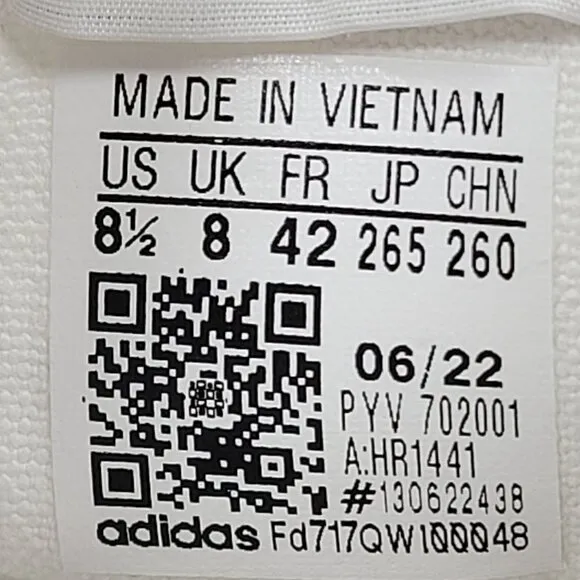 MADE IN VIETNAM
US UK FR JP CHN
8½ 8 42 265 260
06/22
PYV 702001
A:HR1441
#130622438
adidas Fd717QW100048